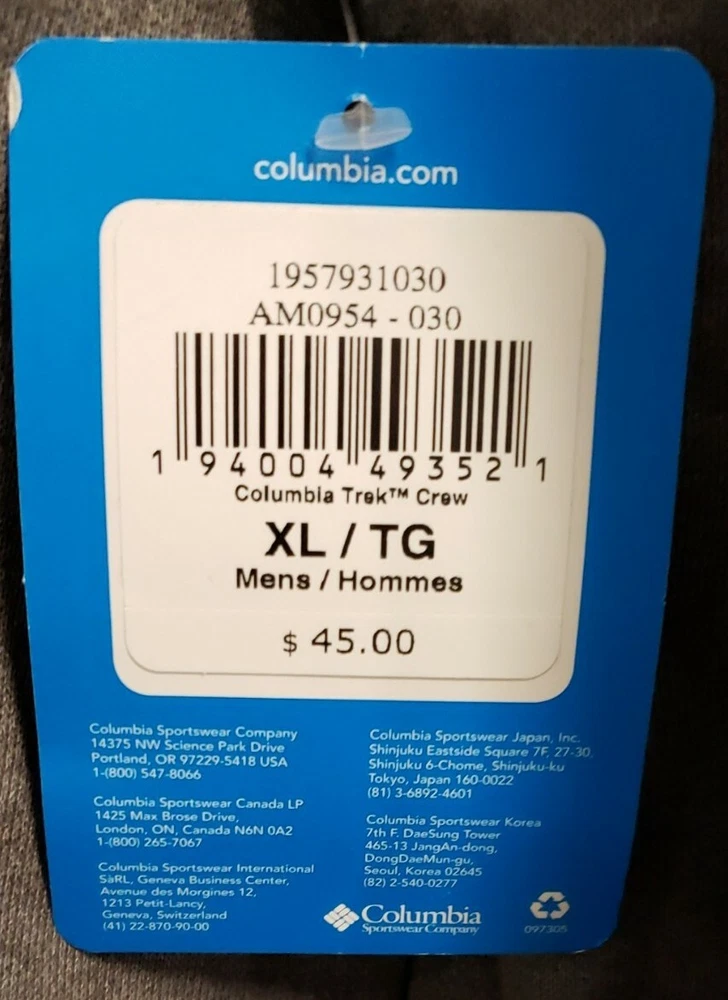 columbia.com
1957931030
AM0954 - 030
1 94004 49352 1
Columbia Trek™ Crew
XL / TG
Mens / Hommes
$ 45.00
Columbia Sportswear Company
14375 NW Science Park Drive
Portland, OR 97229-5418 USA
1-(800) 547-8066
Columbia Sportswear Canada LP
1425 Max Brose Drive,
London, ON, Canada N6N 0A2
1-(800) 265-7067
Columbia Sportswear International
SàRL, Geneva Business Center,
Avenue des Morgines 12,
1213 Petit-Lancy,
Geneva, Switzerland
(41) 22-870-90-00
Columbia Sportswear Japan, Inc.
Shinjuku Eastside Square 7F, 27-30,
Shinjuku 6-Chome, Shinjuku-ku
Tokyo, Japan 160-0022
(81) 3-6892-4601
Columbia Sportswear Korea
7th F. DaeSung Tower
465-13 JangAn-dong,
DongDaeMun-gu,
Seoul, Korea 02645
(82) 2-540-0277
Columbia
Sportswear Company
097305